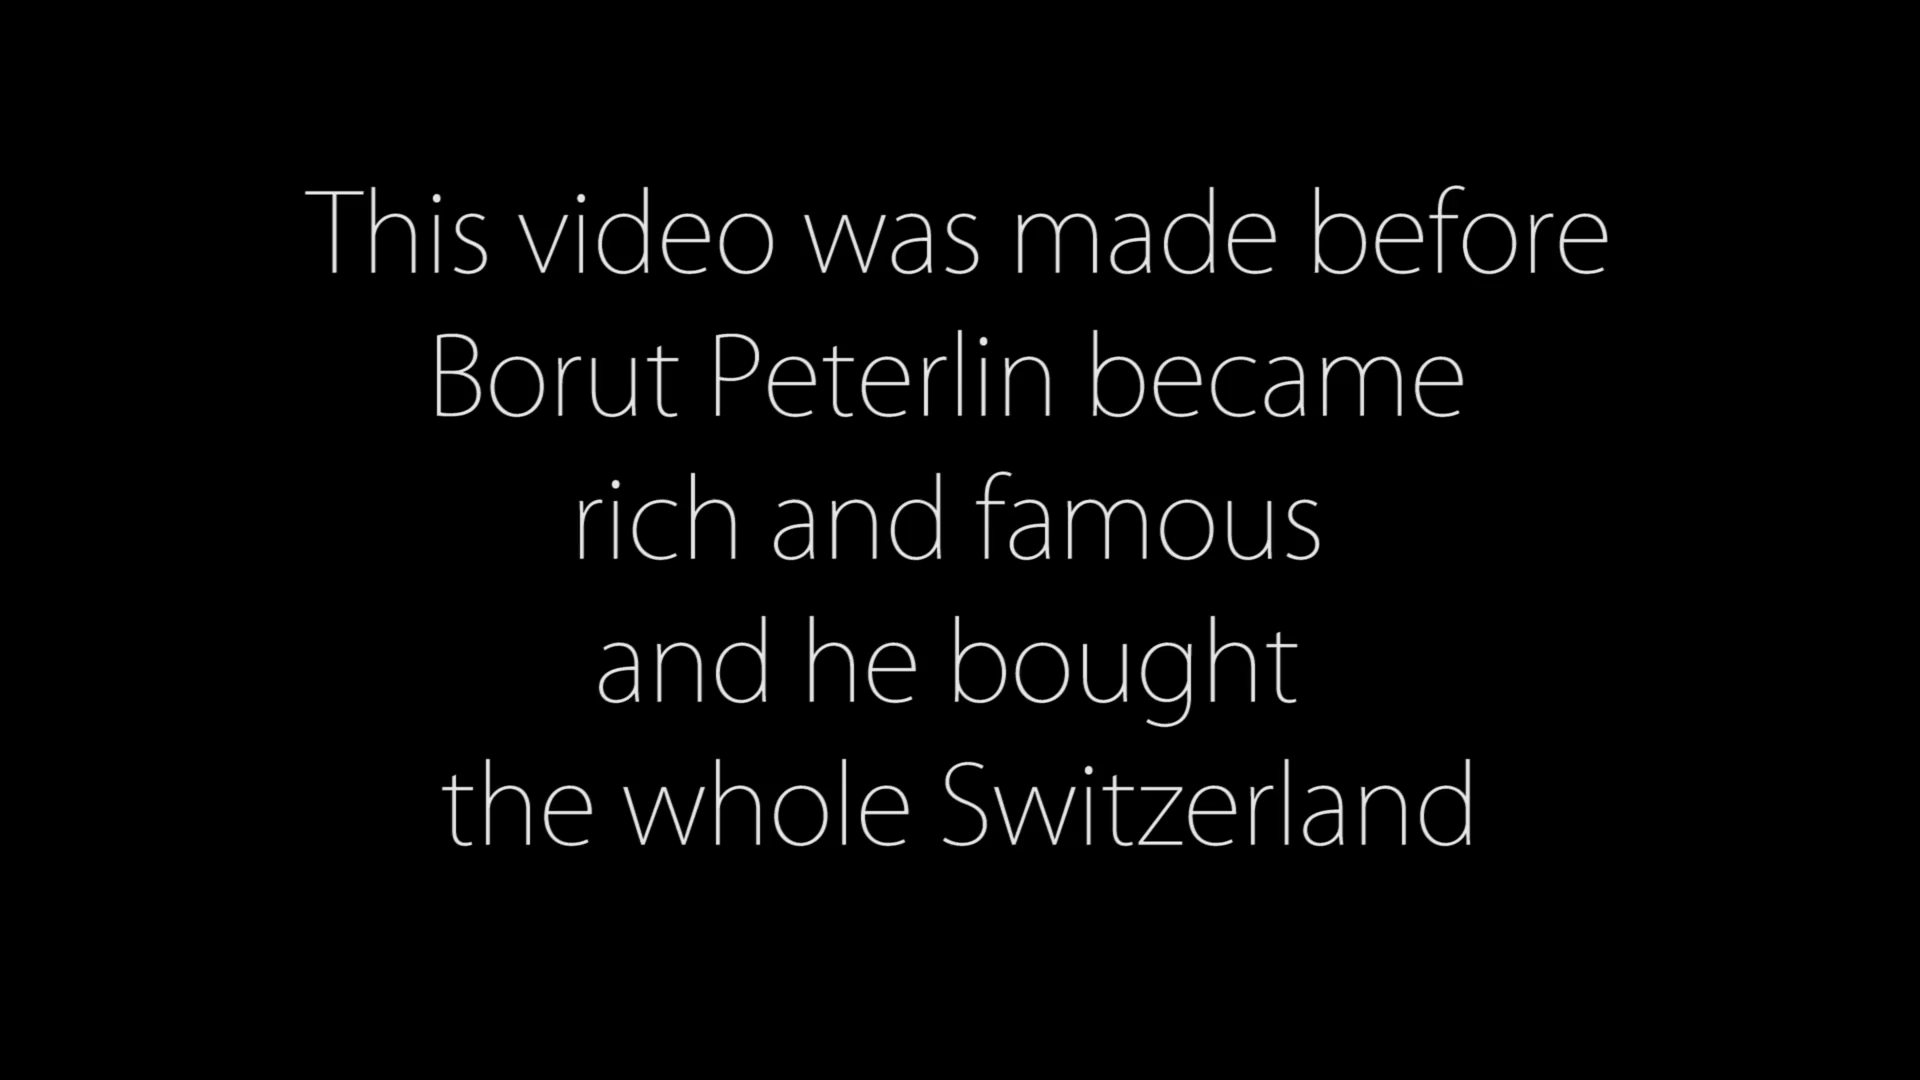 This video was made before
Borut Peterlin became
rich and famous
and he bought
the whole Switzerland